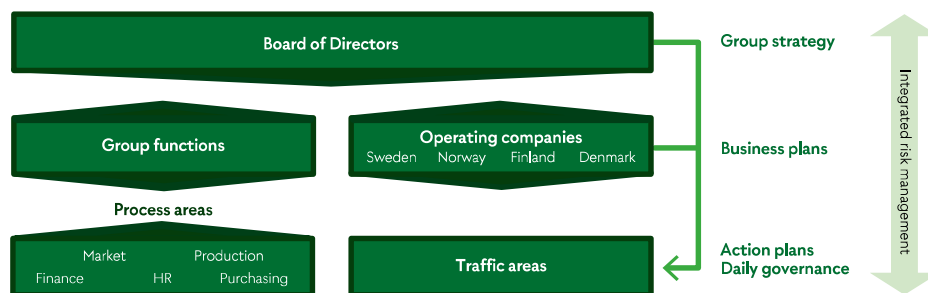 Board of Directors
Group strategy
Group functions
Operating companies
Sweden Norway Finland Denmark
Business plans
Process areas
Market Production
Finance HR Purchasing
Traffic areas
Action plans
Daily governance
Integrated risk management